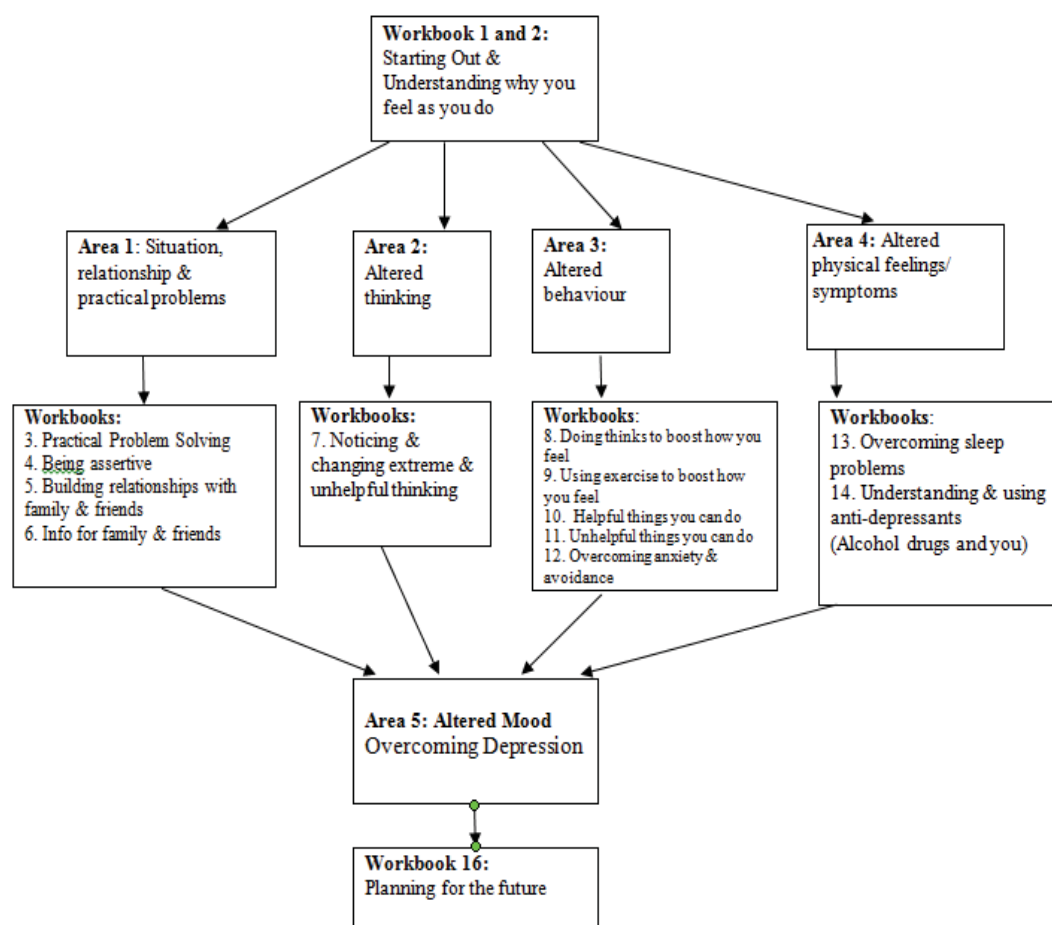 Workbook 1 and 2:
Starting Out &
Understanding why you
feel as you do
Area 1: Situation,
relationship &
practical problems
Area 2:
Altered
thinking
Area 3:
Altered
behaviour
Area 4: Altered
physical feelings/
symptoms
Workbooks:
3. Practical Problem Solving
4. Being assertive
5. Building relationships with
family & friends
6. Info for family & friends
Workbooks:
7. Noticing &
changing extreme &
unhelpful thinking
Workbooks:
8. Doing thinks to boost how you
feel
9. Using exercise to boost how
you feel
10. Helpful things you can do
11. Unhelpful things you can do
12. Overcoming anxiety &
avoidance
Workbooks:
13. Overcoming sleep
problems
14. Understanding & using
anti-depressants
(Alcohol drugs and you)
Area 5: Altered Mood
Overcoming Depression
Workbook 16:
Planning for the future